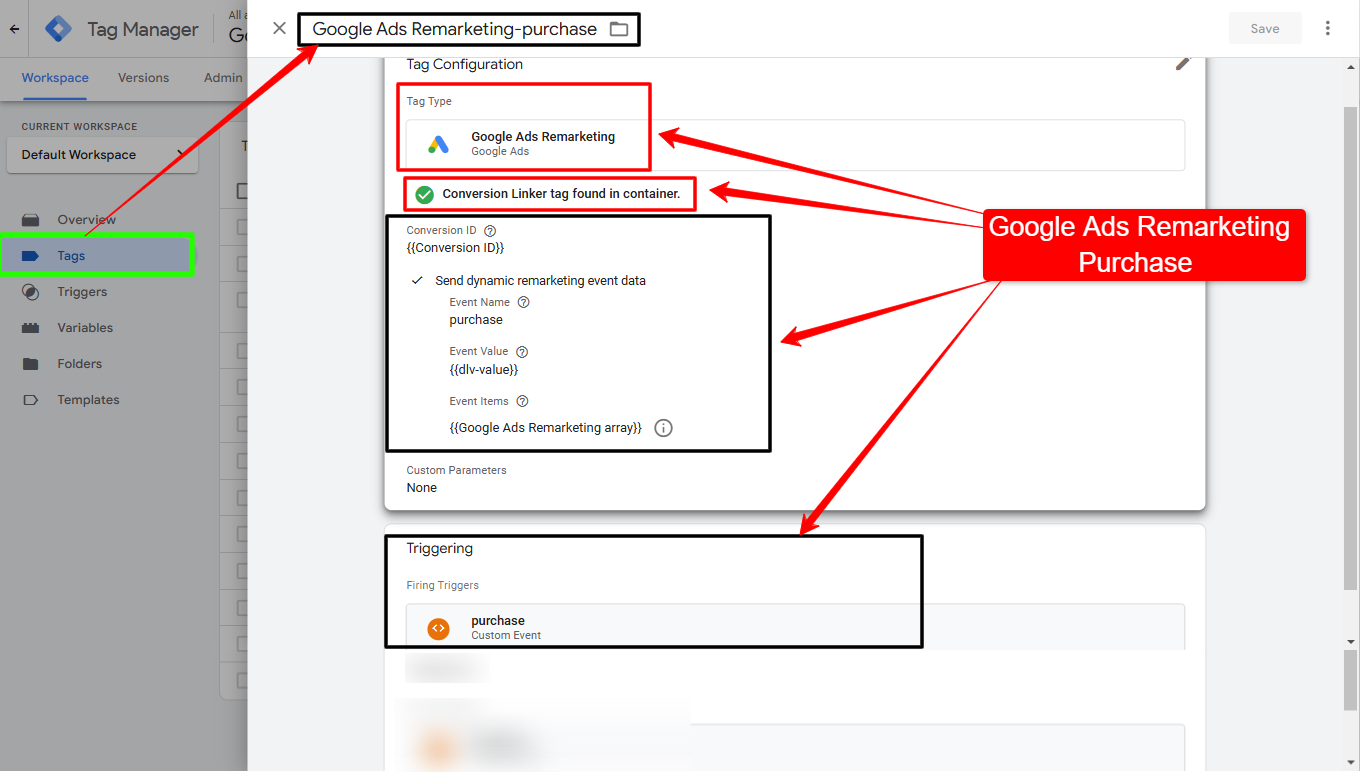 Tag Manager
All a
Go
Google Ads Remarketing-purchase
Save
Workspace
Versions
Admin
CURRENT WORKSPACE
Default Workspace
T
Overview
Tags
Triggers
Variables
Folders
Templates
Tag Configuration
Tag Type
Google Ads Remarketing
Google Ads
Conversion Linker tag found in container.
Conversion ID
{{Conversion ID}}
Send dynamic remarketing event data
Event Name
purchase
Event Value
{{dlv-value}}
Event Items
{{Google Ads Remarketing array}}
Custom Parameters
None
Google Ads Remarketing
Purchase
Triggering
Firing Triggers
purchase
Custom Event